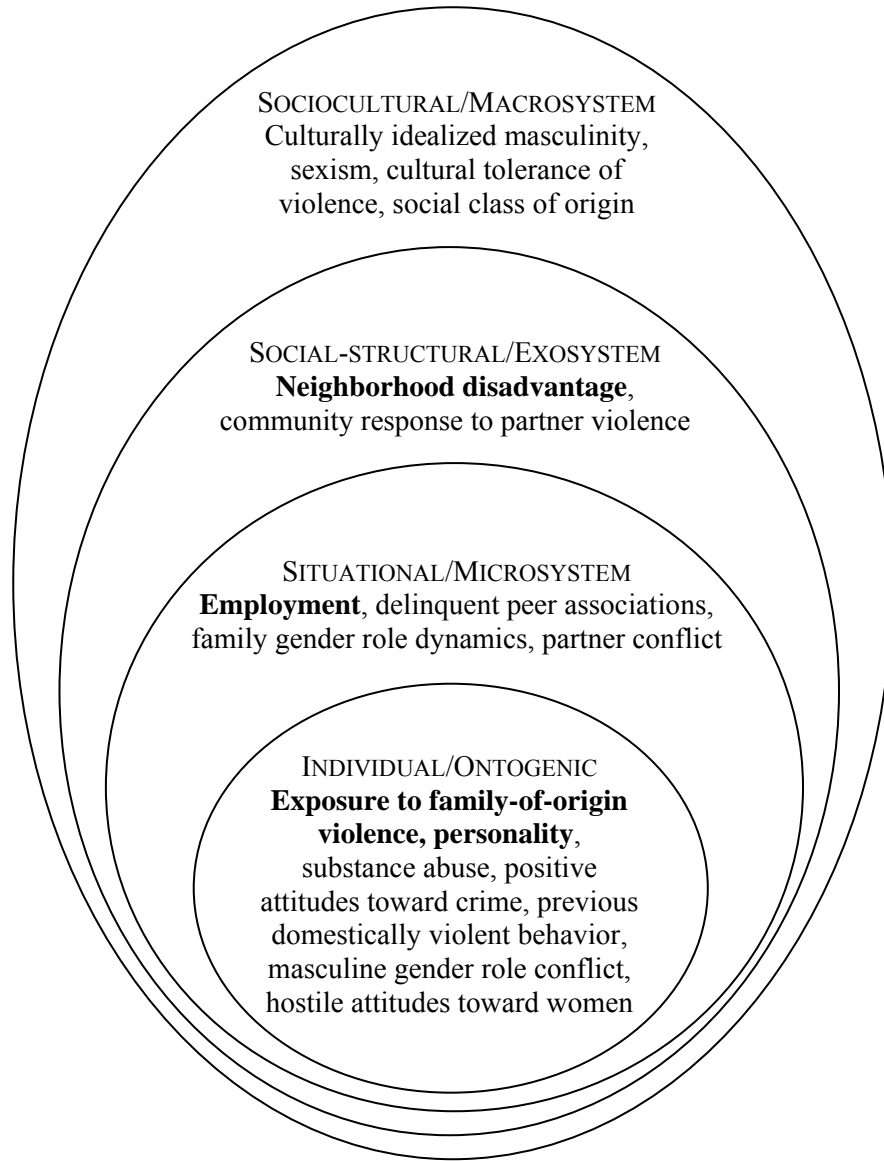 SOCIOCULTURAL/MACROSYSTEM
Culturally idealized masculinity,
sexism, cultural tolerance of
violence, social class of origin
SOCIAL-STRUCTURAL/EXOSYSTEM
Neighborhood disadvantage,
community response to partner violence
SITUATIONAL/MICROSYSTEM
Employment, delinquent peer associations,
family gender role dynamics, partner conflict
INDIVIDUAL/ONTOGENIC
Exposure to family-of-origin
violence, personality,
substance abuse, positive
attitudes toward crime, previous
domestically violent behavior,
masculine gender role conflict,
hostile attitudes toward women